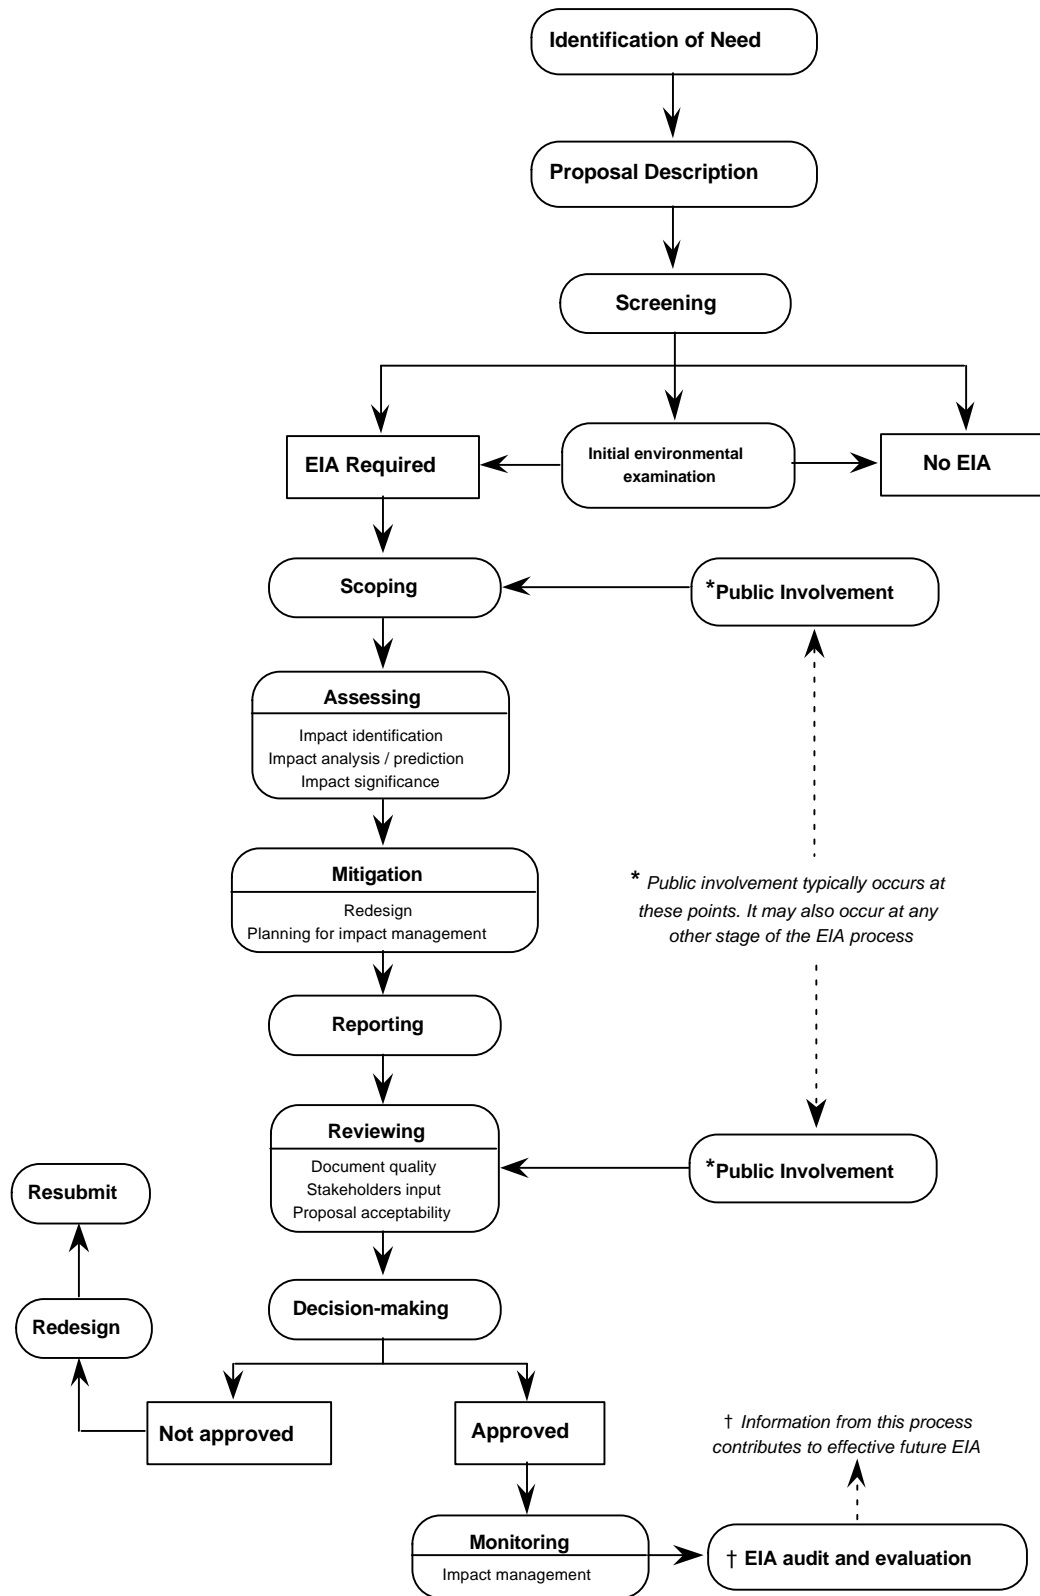 Identification of Need
Proposal Description
Screening
EIA Required
Initial environmental
examination
No EIA
Scoping
*Public Involvement
Assessing
Impact identification
Impact analysis / prediction
Impact significance
Mitigation
Redesign
Planning for impact management
* Public involvement typically occurs at
these points. It may also occur at any
other stage of the EIA process
Reporting
Reviewing
Document quality
Stakeholders input
Proposal acceptability
*Public Involvement
Resubmit
Redesign
Decision-making
Not approved
Approved
† Information from this process
contributes to effective future EIA
Monitoring
Impact management
† EIA audit and evaluation